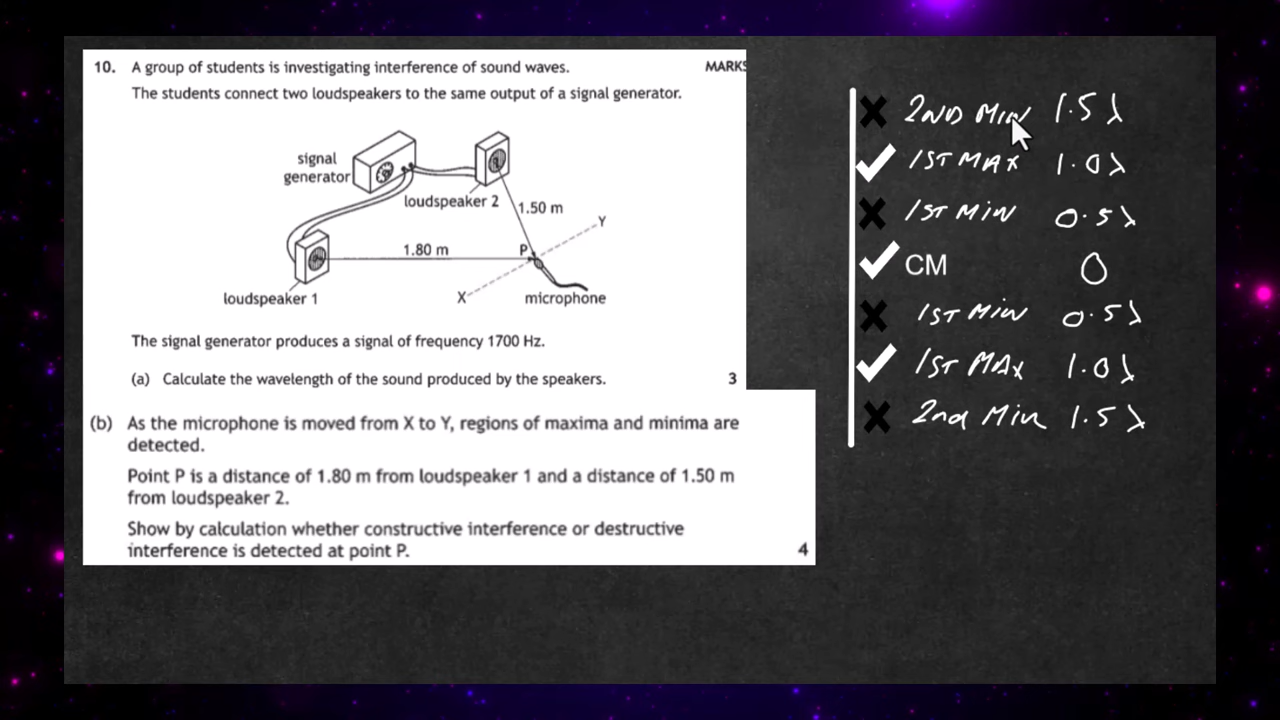 10. A group of students is investigating interference of sound waves. MARKS
The students connect two loudspeakers to the same output of a signal generator.
signal
generator
loudspeaker 2
1.50 m
Y
1.80 m
P
X
microphone
loudspeaker 1
The signal generator produces a signal of frequency 1700 Hz.
(a) Calculate the wavelength of the sound produced by the speakers. 3
(b) As the microphone is moved from X to Y, regions of maxima and minima are
detected.
Point P is a distance of 1.80 m from loudspeaker 1 and a distance of 1.50 m
from loudspeaker 2.
Show by calculation whether constructive interference or destructive
interference is detected at point P. 4
2ND MIN 1.5 λ
1ST MAX 1.0 λ
1ST MIN 0.5 λ
CM 0
1ST MIN 0.5 λ
1ST MAX 1.0 λ
2nd Min 1.5 λ